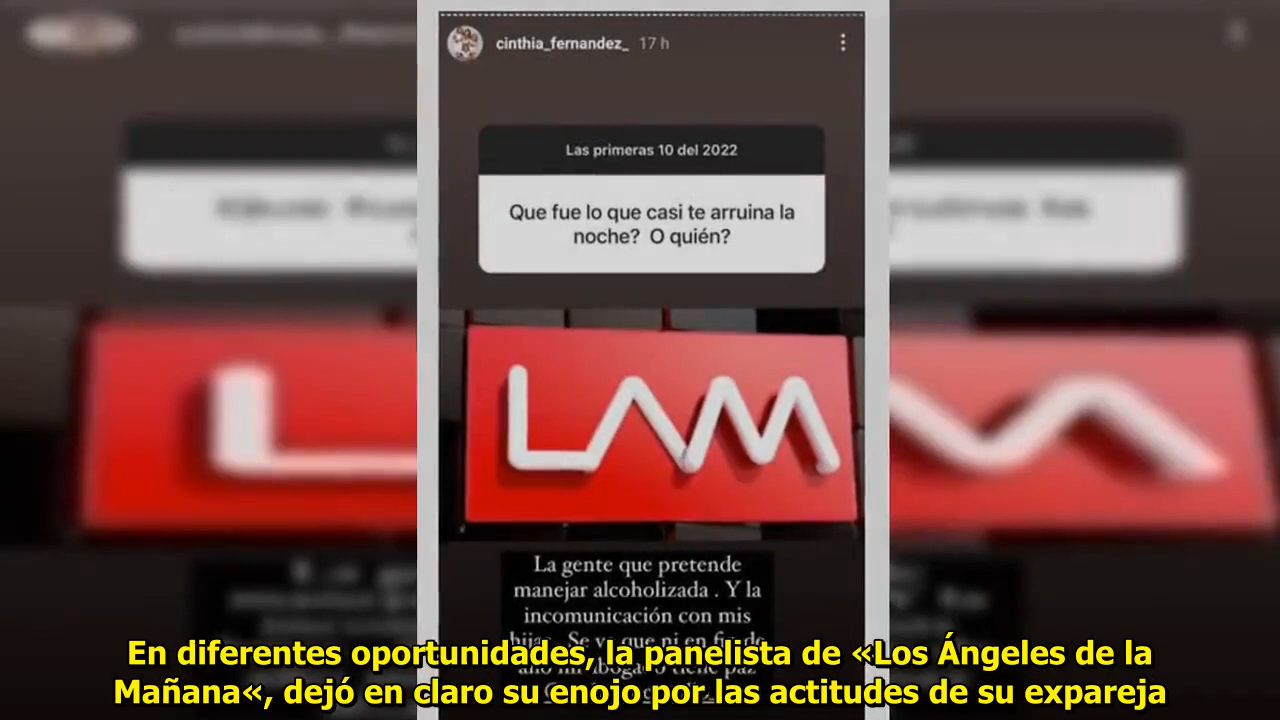 cinthia_fernandez_ 17 h
Las primeras 10 del 2022
Que fue lo que casi te arruina la
noche? O quién?
LAM
La gente que pretende
manejar alcoholizada . Y la
incomunicación con mis
En diferentes oportunidades, la panelista de «Los Ángeles de la
Mañana«, dejó en claro su enojo por las actitudes de su expareja